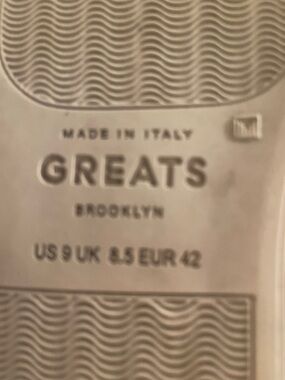 MADE IN ITALY
GREATS
BROOKLYN
US 9 UK 8.5 EUR 42